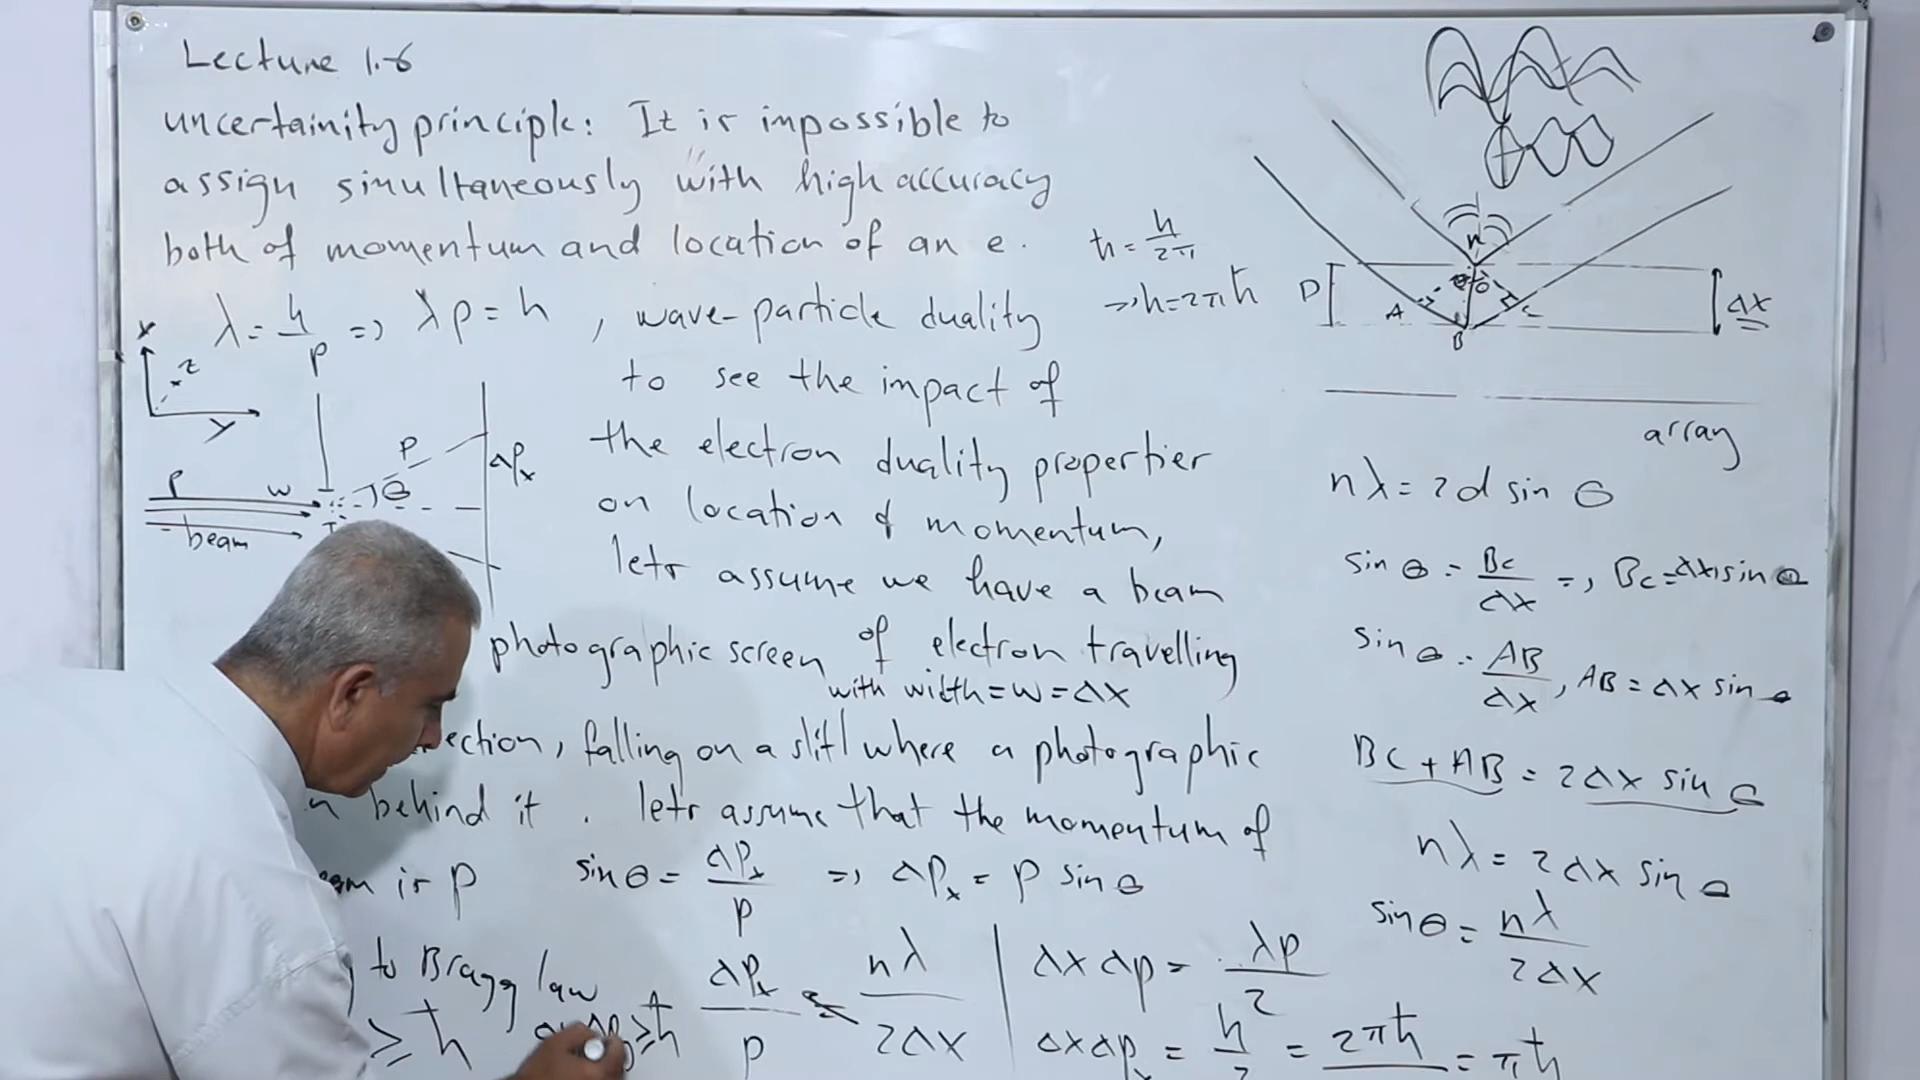 Lecture 1.6
uncertainity principle: It is impossible to
assign simultaneously with high accuracy
both of momentum and location of an e.
λ = h/p => λp = h , wave-particle duality
to see the impact of
the electron duality properties
on location & momentum,
lets assume we have a beam
photographic screen of electron travelling
with width = w = Δx
ection, falling on a slit where a photographic
n behind it . lets assume that the momentum of
am is p
sin θ = ΔPx/p => ΔPx = p sin θ
to Bragg law
≥ ħ
≥ ħ
ΔPx/p nλ/2Δx
Δx Δp = λp/2
Δx ΔPx = h/2 = 2πħ = πħ
x
z
y
p
w
beam
P
θ
ΔPx
ħ = h/2π
=> h = 2πħ
n
D
θ θ
A
B
C
Δx
array
nλ = 2d sin θ
sin θ = BC/Δx => BC = Δx sin θ
sin θ = AB/Δx , AB = Δx sin θ
BC + AB = 2Δx sin θ
nλ = 2Δx sin θ
sin θ = nλ/2Δx